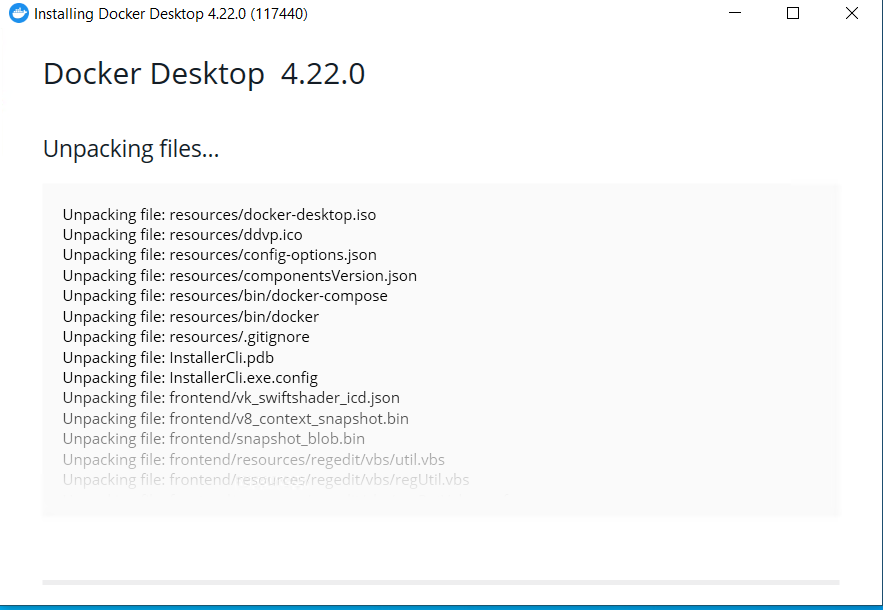 Installing Docker Desktop 4.22.0 (117440)
Docker Desktop 4.22.0
Unpacking files...
Unpacking file: resources/docker-desktop.iso
Unpacking file: resources/ddvp.ico
Unpacking file: resources/config-options.json
Unpacking file: resources/componentsVersion.json
Unpacking file: resources/bin/docker-compose
Unpacking file: resources/bin/docker
Unpacking file: resources/.gitignore
Unpacking file: InstallerCli.pdb
Unpacking file: InstallerCli.exe.config
Unpacking file: frontend/vk_swiftshader_icd.json
Unpacking file: frontend/v8_context_snapshot.bin
Unpacking file: frontend/snapshot_blob.bin
Unpacking file: frontend/resources/regedit/vbs/util.vbs
Unpacking file: frontend/resources/regedit/vbs/regUtil.vbs